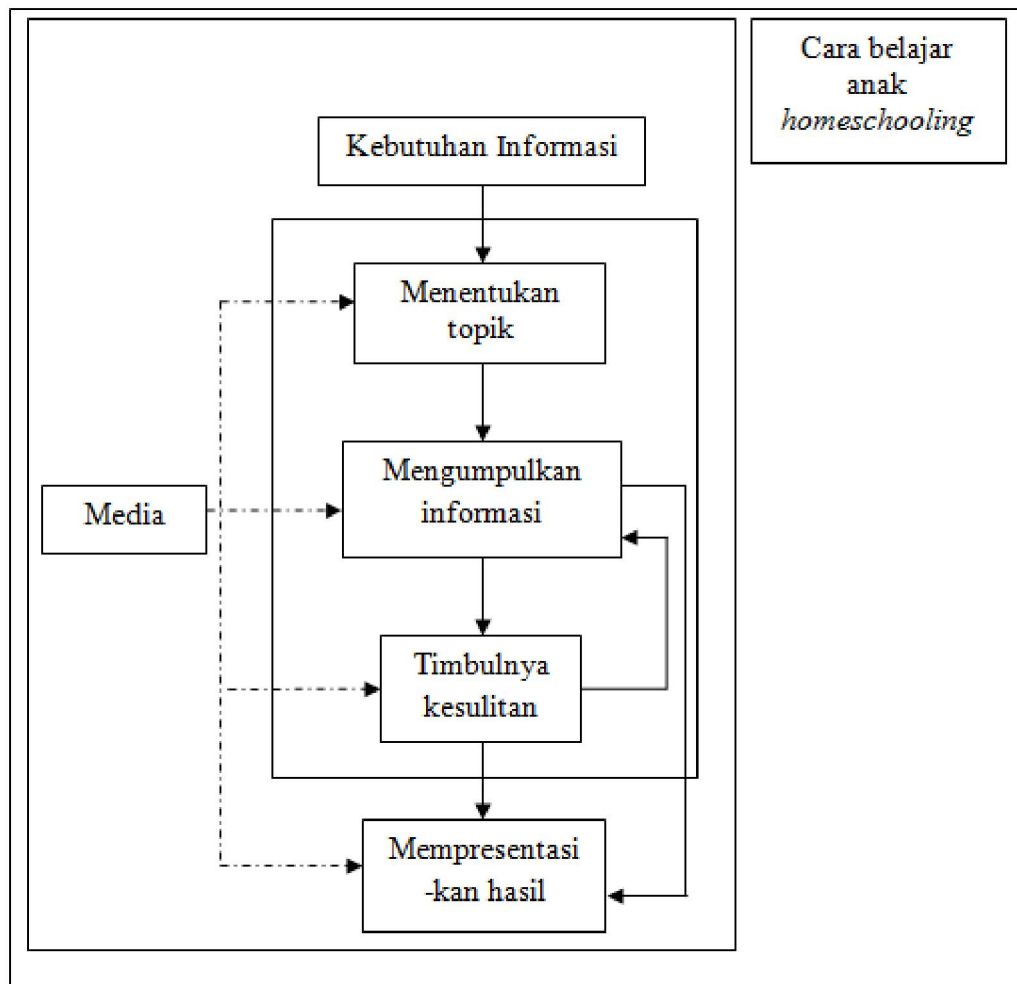 Cara belajar
anak
homeschooling
Kebutuhan Informasi
Menentukan
topik
Mengumpulkan
informasi
Media
Timbulnya
kesulitan
Mempresentasi
-kan hasil